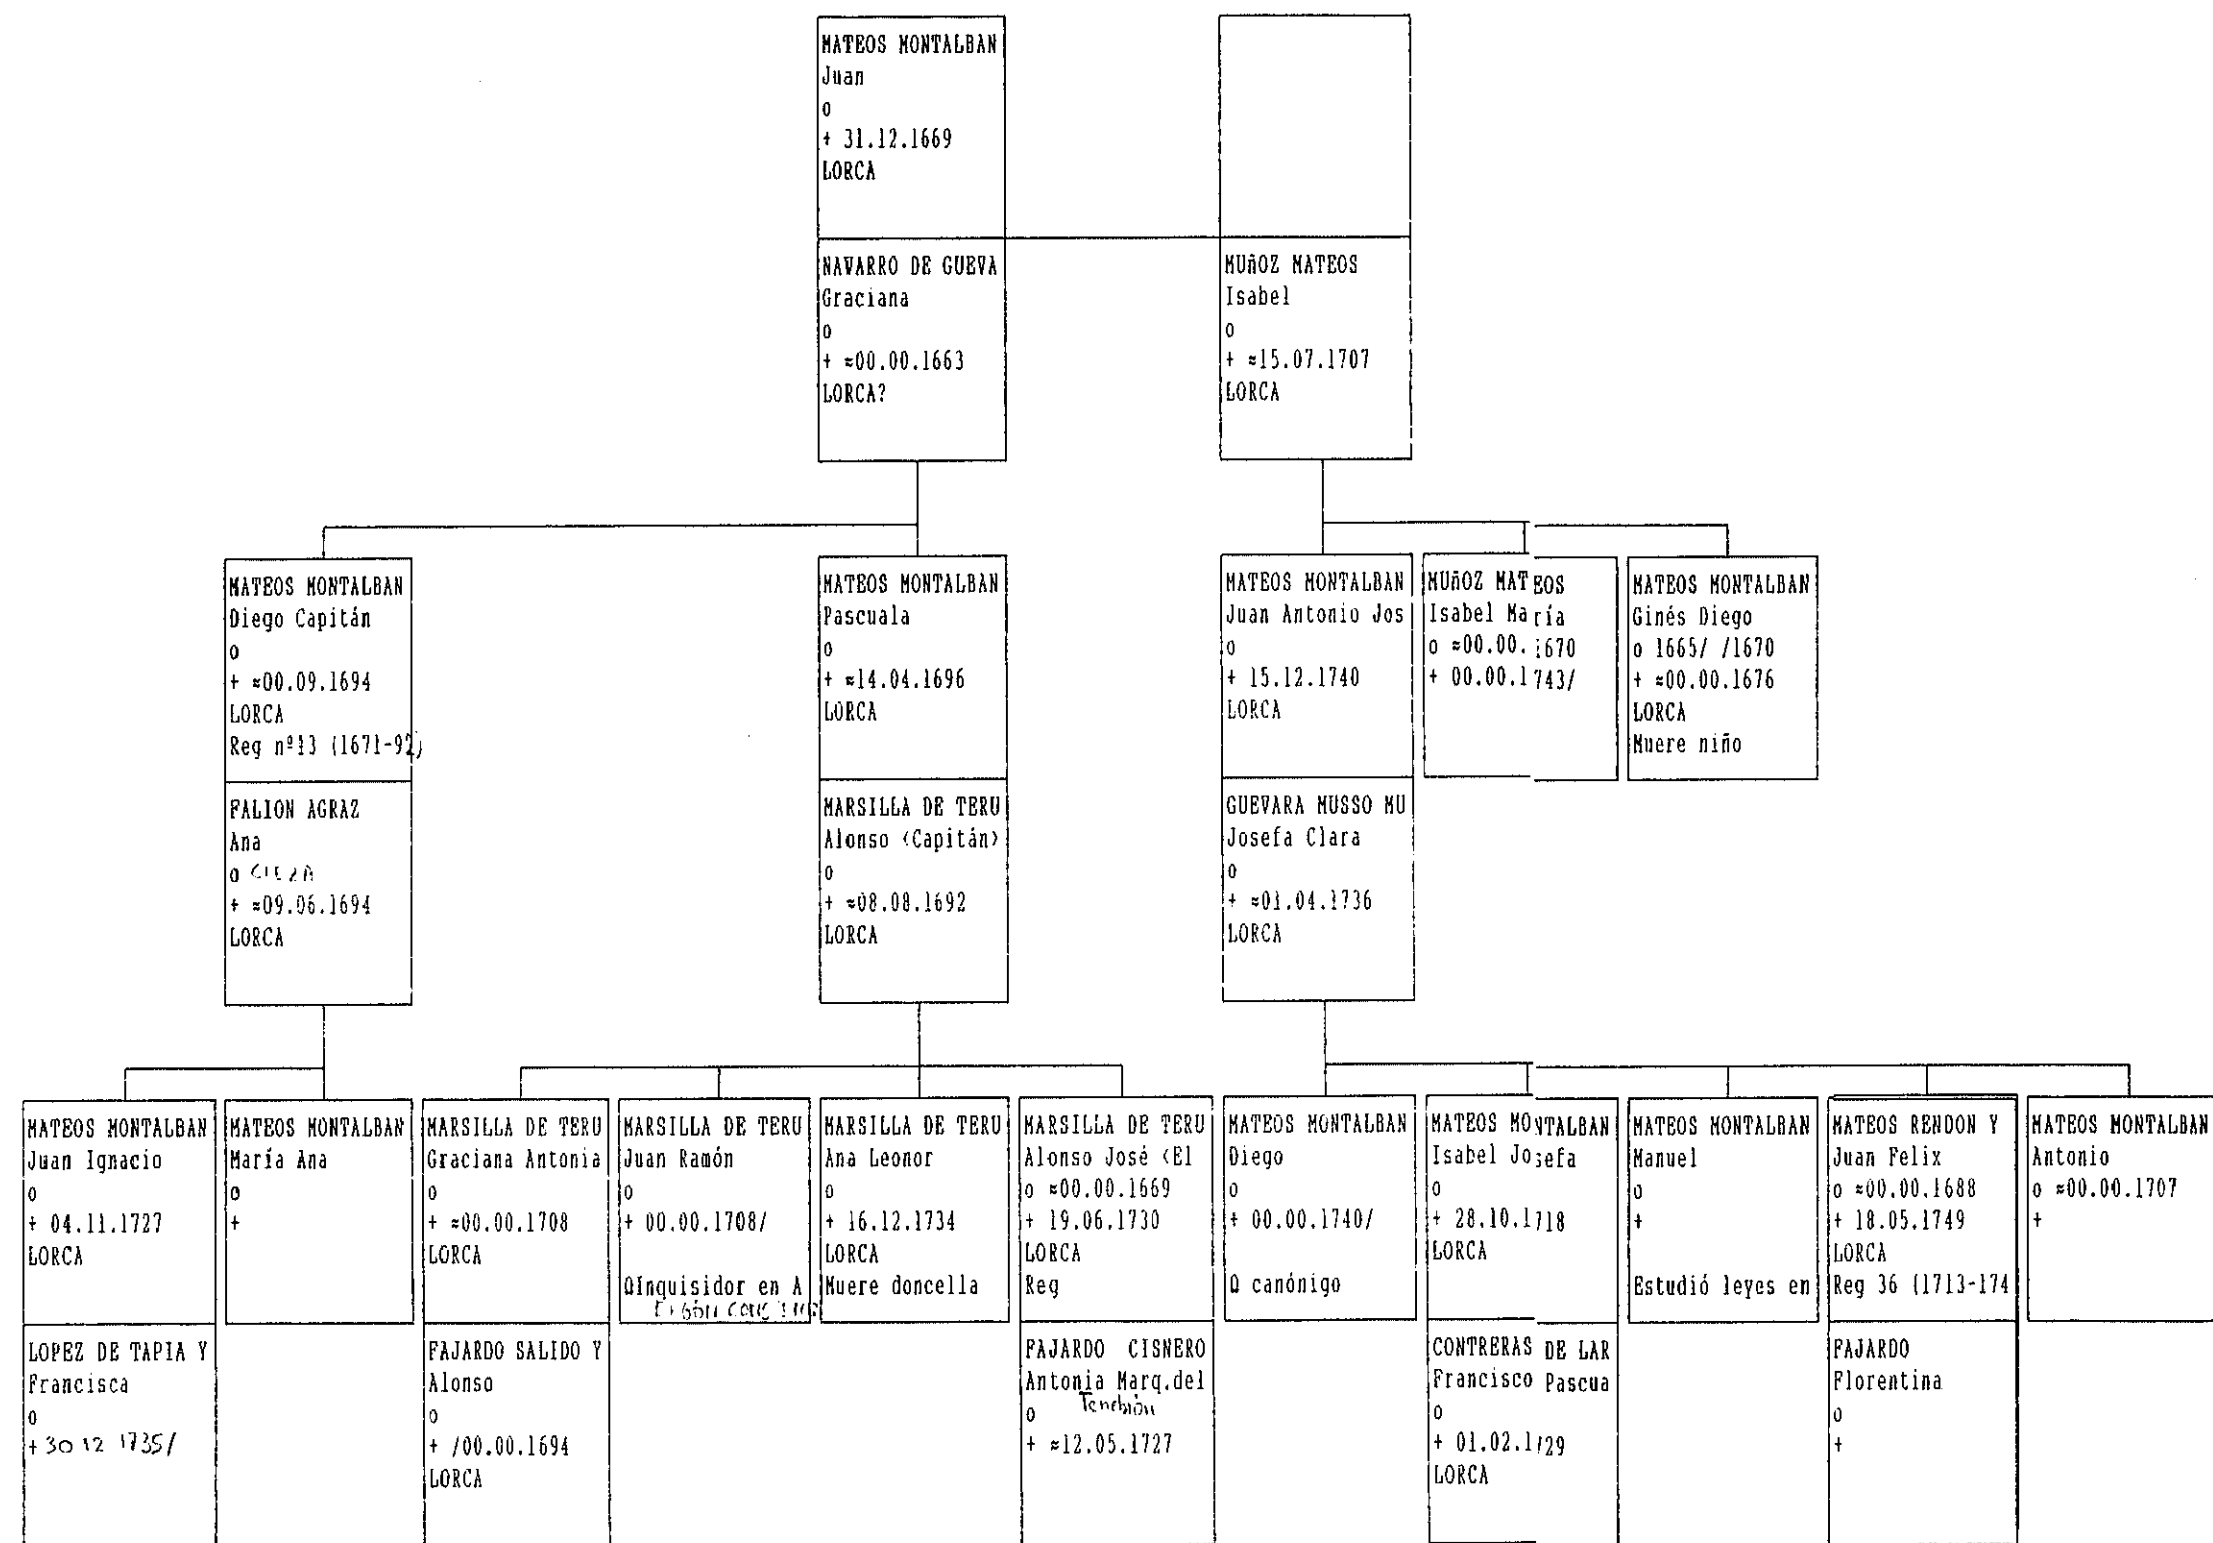 MATEOS MONTALBAN
Juan
o
+ 31.12.1669
LORCA
NAVARRO DE GUEVA
Graciana
o
+ ≈00.00.1663
LORCA?
MUñOZ MATEOS
Isabel
o
+ ≈15.07.1707
LORCA
MATEOS MONTALBAN
Diego Capitán
o
+ ≈00.09.1694
LORCA
Reg nº13 (1671-92)
FALION AGRAZ
Ana
o CIEZA
+ ≈09.06.1694
LORCA
MATEOS MONTALBAN
Pascuala
o
+ ≈14.04.1696
LORCA
MARSILLA DE TERU
Alonso <Capitán>
o
+ ≈08.08.1692
LORCA
MATEOS MONTALBAN
Juan Antonio Jos
o
+ 15.12.1740
LORCA
GUEVARA MUSSO MU
Josefa Clara
o
+ ≈01.04.1736
LORCA
MUñOZ MATEOS
Isabel María
o ≈00.00.1670
+ 00.00.1743/
MATEOS MONTALBAN
Ginés Diego
o 1665/ /1670
+ ≈00.00.1676
LORCA
Muere niño
MATEOS MONTALBAN
Juan Ignacio
o
+ 04.11.1727
LORCA
LOPEZ DE TAPIA Y
Francisca
o
+ 30 12 1735/
MATEOS MONTALBAN
María Ana
o
+
MARSILLA DE TERU
Graciana Antonia
o
+ ≈00.00.1708
LORCA
FAJARDO SALIDO Y
Alonso
o
+ /00.00.1694
LORCA
MARSILLA DE TERU
Juan Ramón
o
+ 00.00.1708/
ΩInquisidor en A
MARSILLA DE TERU
Ana Leonor
o
+ 16.12.1734
LORCA
Muere doncella
MARSILLA DE TERU
Alonso José <El
o ≈00.00.1669
+ 19.06.1730
LORCA
Reg
FAJARDO CISNERO
Antonia Marq.del
o
+ ≈12.05.1727
MATEOS MONTALBAN
Diego
o
+ 00.00.1740/
Ω canónigo
MATEOS MONTALBAN
Isabel Josefa
o
+ 28.10.1718
LORCA
CONTRERAS DE LAR
Francisco Pascua
o
+ 01.02.1729
LORCA
MATEOS MONTALBAN
Manuel
o
+
Estudió leyes en
MATEOS RENDON Y
Juan Felix
o ≈00.00.1688
+ 18.05.1749
LORCA
Reg 36 (1713-174
FAJARDO
Florentina
o
+
MATEOS MONTALBAN
Antonio
o ≈00.00.1707
+